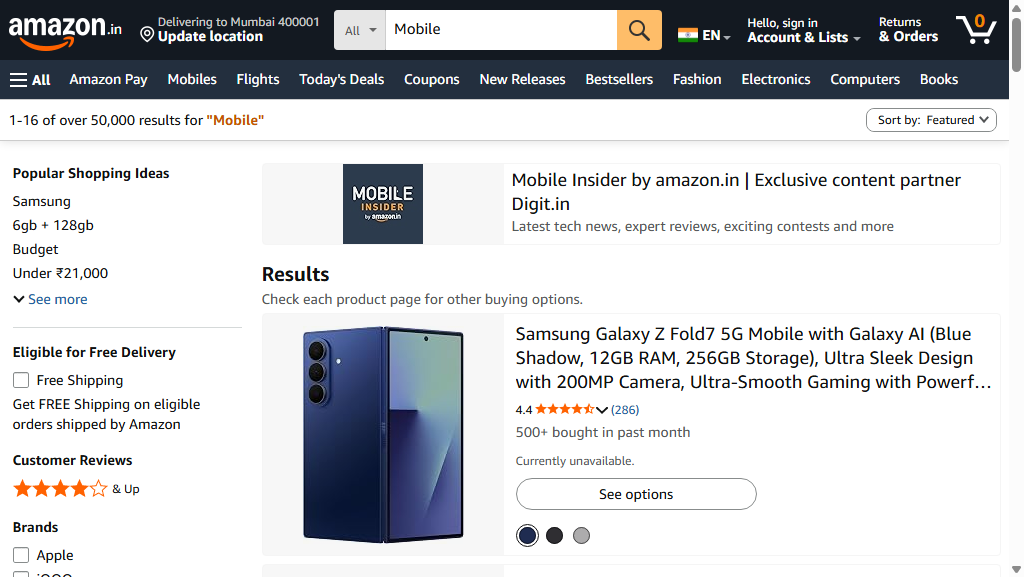 amazon.in
Delivering to Mumbai 400001
Update location
All
Mobile
EN
Hello, sign in
Account & Lists
Returns
& Orders
0
All
Amazon Pay
Mobiles
Flights
Today's Deals
Coupons
New Releases
Bestsellers
Fashion
Electronics
Computers
Books
1-16 of over 50,000 results for "Mobile"
Sort by: Featured
Popular Shopping Ideas
Samsung
6gb + 128gb
Budget
Under ₹21,000
See more
Eligible for Free Delivery
Free Shipping
Get FREE Shipping on eligible
orders shipped by Amazon
Customer Reviews
& Up
Brands
Apple
MOBILE
INSIDER
by amazon.in
Mobile Insider by amazon.in | Exclusive content partner
Digit.in
Latest tech news, expert reviews, exciting contests and more
Results
Check each product page for other buying options.
Samsung Galaxy Z Fold7 5G Mobile with Galaxy AI (Blue
Shadow, 12GB RAM, 256GB Storage), Ultra Sleek Design
with 200MP Camera, Ultra-Smooth Gaming with Powerf…
4.4 (286)
500+ bought in past month
Currently unavailable.
See options